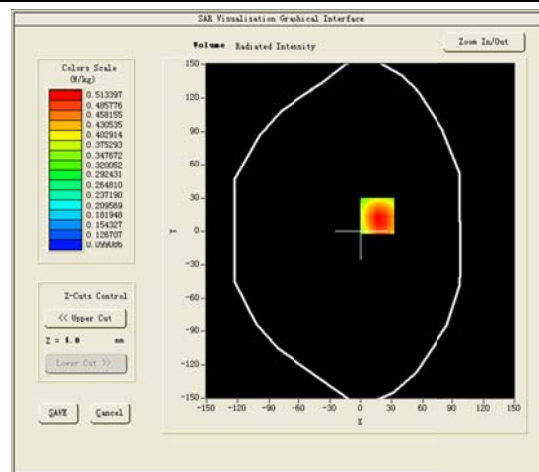 SAR Visualisation Graphical Interface
Volume Radiated Intensity
Zoom In/Out
Colors Scale
(W/kg)
0.513397
0.485776
0.458155
0.430535
0.402914
0.375293
0.347672
0.320052
0.292431
0.264810
0.237190
0.209569
0.181948
0.154327
0.126707
0.099086
Z-Cuts Control
<< Upper Cut
Z = 4.0 mm
Lower Cut >>
SAVE Cancel
150
120
90
60
30
0
-30
-60
-90
-120
-150
Y
-150 -120 -90 -60 -30 0 30 60 90 120 150
X